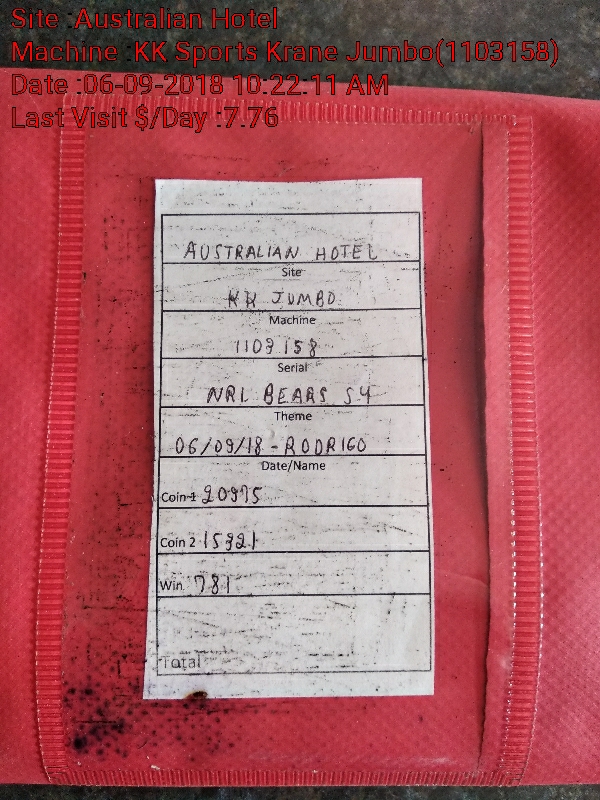 Site :Australian Hotel
Machine :KK Sports Krane Jumbo(1103158)
Date :06-09-2018 10:22:11 AM
Last Visit $/Day :7.76
AUSTRALIAN HOTEL
Site
KK JUMBO
Machine
1103158
Serial
NRL BEARS S4
Theme
06/09/18 - RODRIGO
Date/Name
Coin 1 20975
Coin 2 15321
Win 781
Total